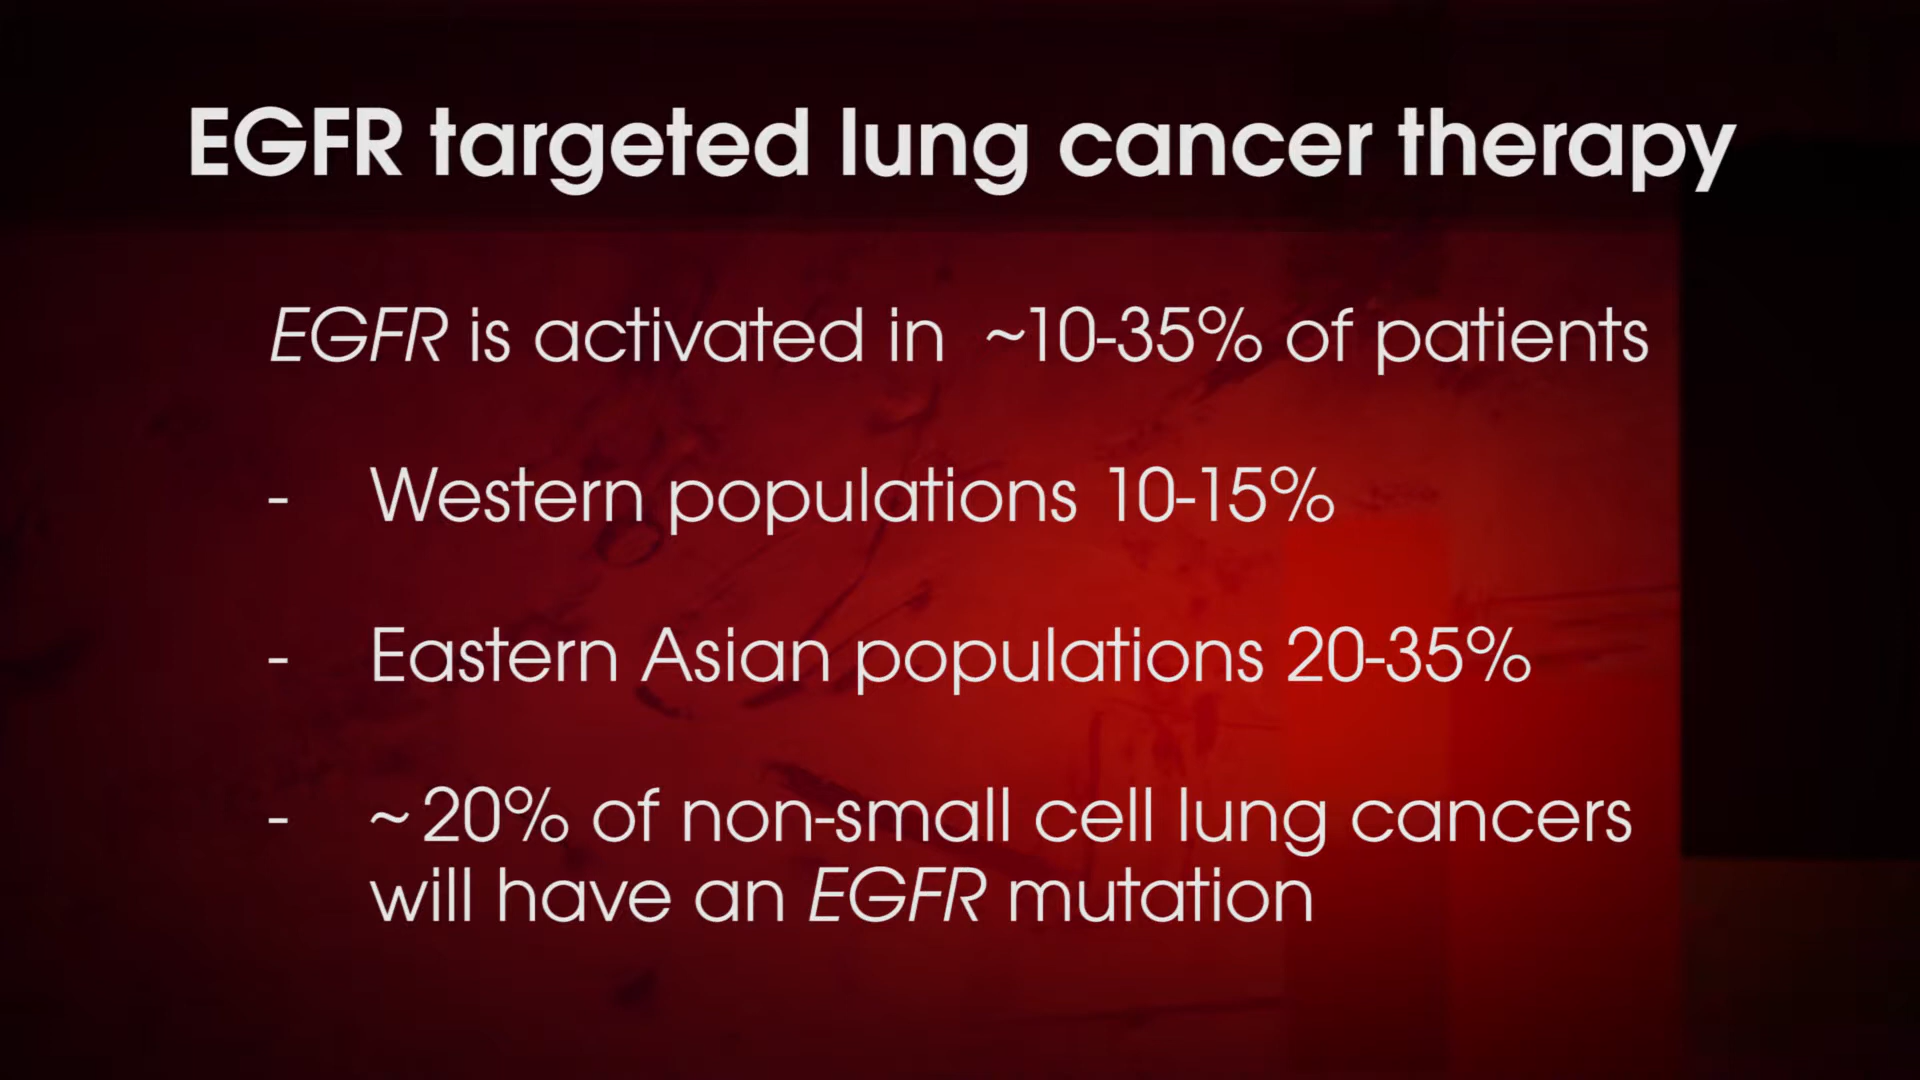 EGFR targeted lung cancer therapy
EGFR is activated in ~10-35% of patients
- Western populations 10-15%
- Eastern Asian populations 20-35%
- ~20% of non-small cell lung cancers
will have an EGFR mutation